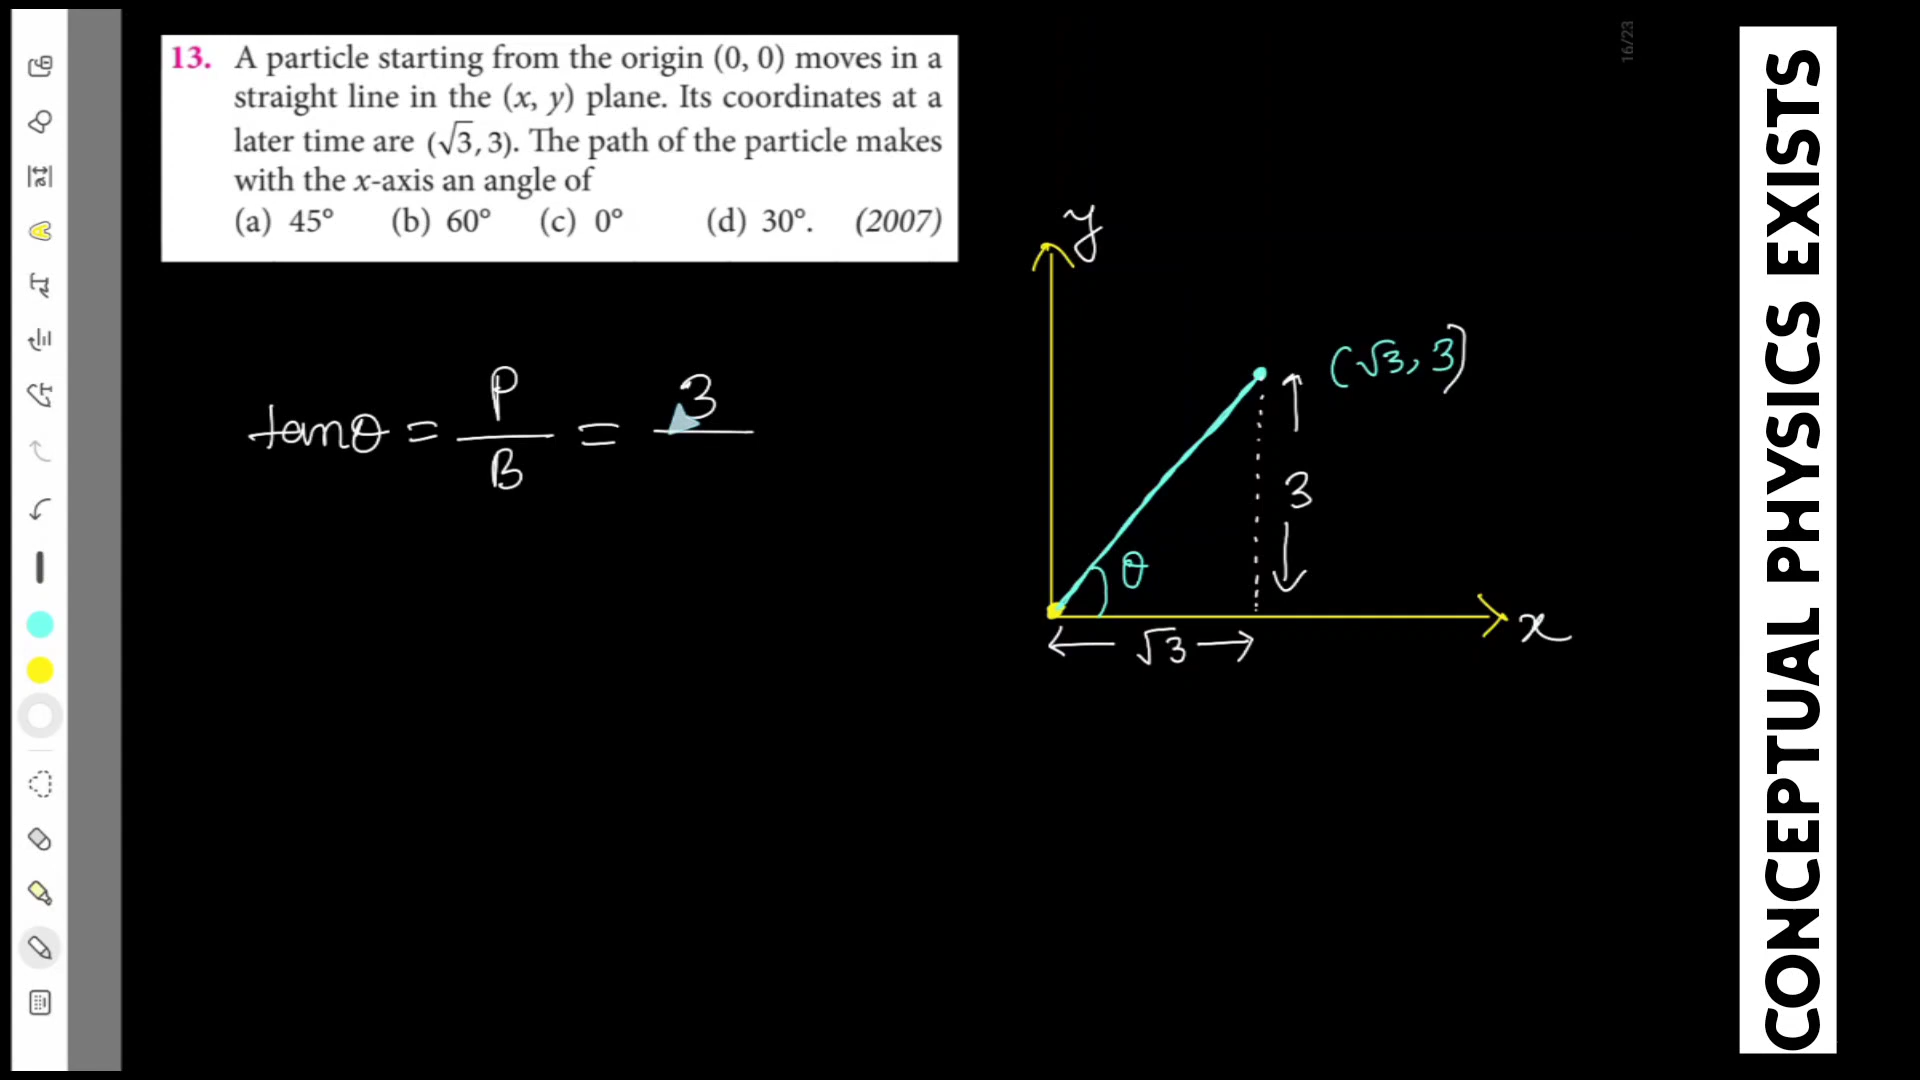 13. A particle starting from the origin (0, 0) moves in a
straight line in the (x, y) plane. Its coordinates at a
later time are (√3, 3). The path of the particle makes
with the x-axis an angle of
(a) 45° (b) 60° (c) 0° (d) 30°. (2007)
tanθ = P/B = 3
y
(√3, 3)
3
θ
√3
x
16/23
CONCEPTUAL PHYSICS EXISTS